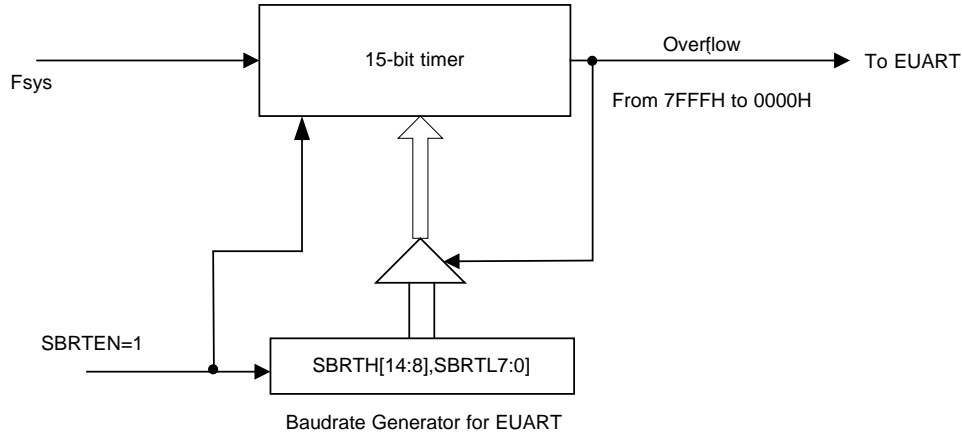 Overflow
15-bit timer
To EUART
Fsys
From 7FFFH to 0000H
SBRTEN=1
SBRTH[14:8],SBRTL7:0]
Baudrate Generator for EUART